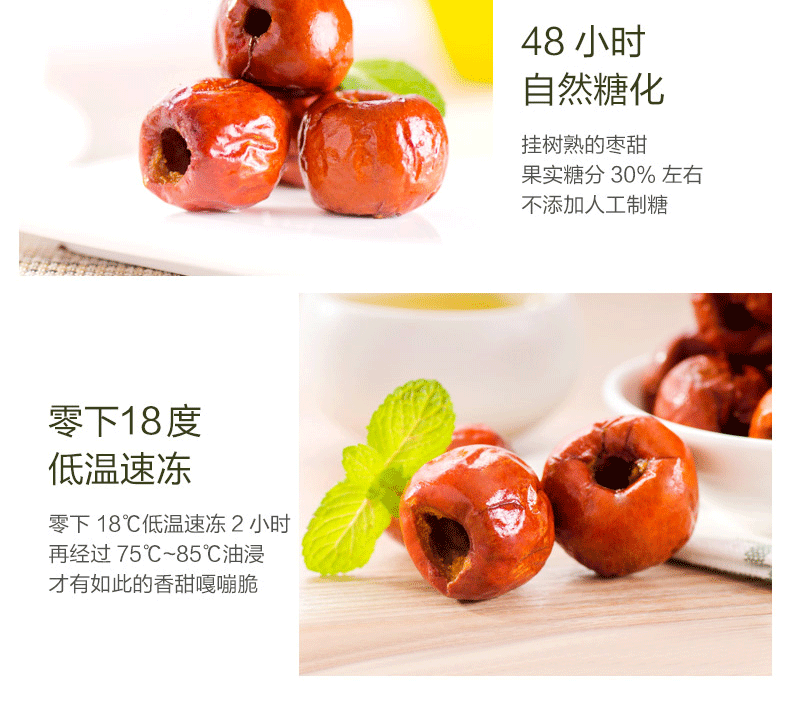 48 小时
自然糖化
挂树熟的枣甜
果实糖分 30% 左右
不添加人工制糖
零下18度
低温速冻
零下 18℃低温速冻 2 小时
再经过 75℃~85℃油浸
才有如此的香甜嘎嘣脆